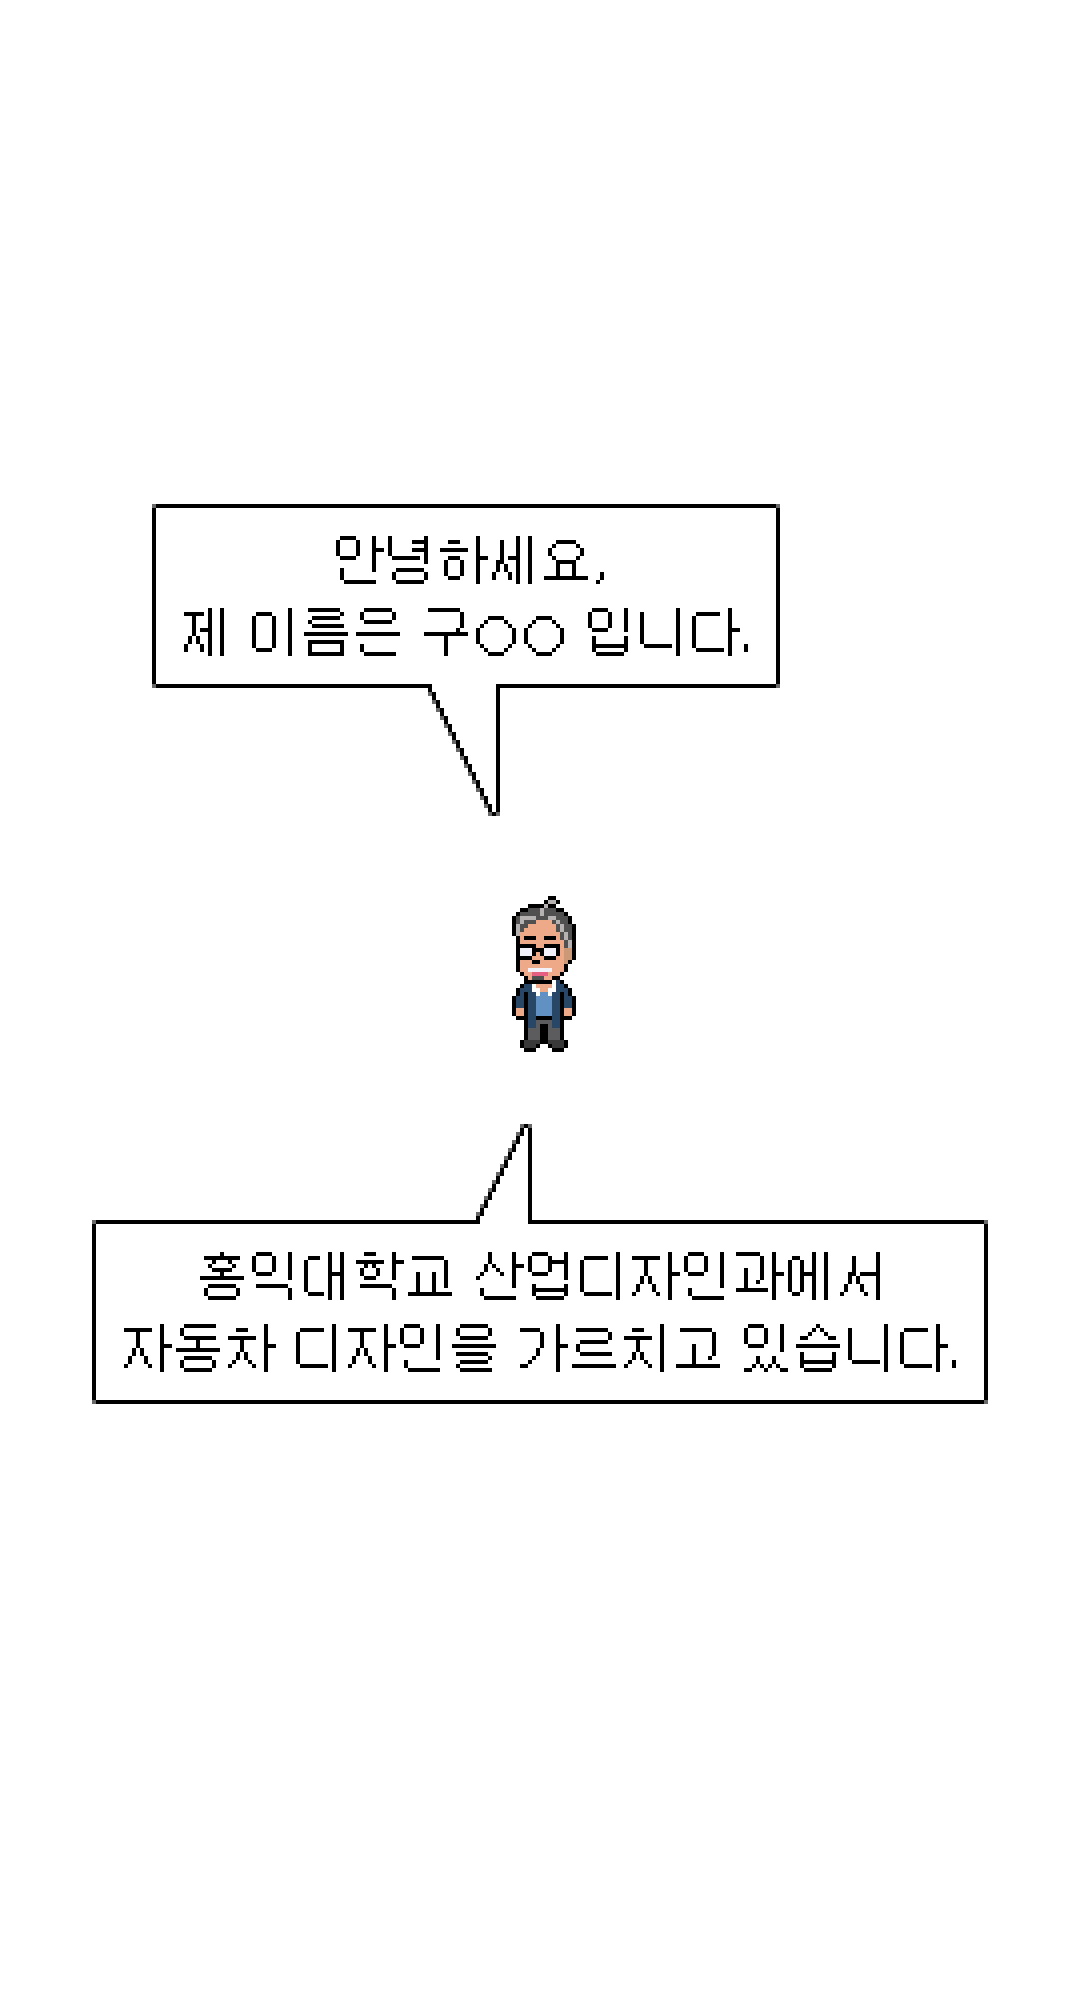 안녕하세요,
제 이름은 구○○ 입니다.
홍익대학교 산업디자인과에서
자동차 디자인을 가르치고 있습니다.